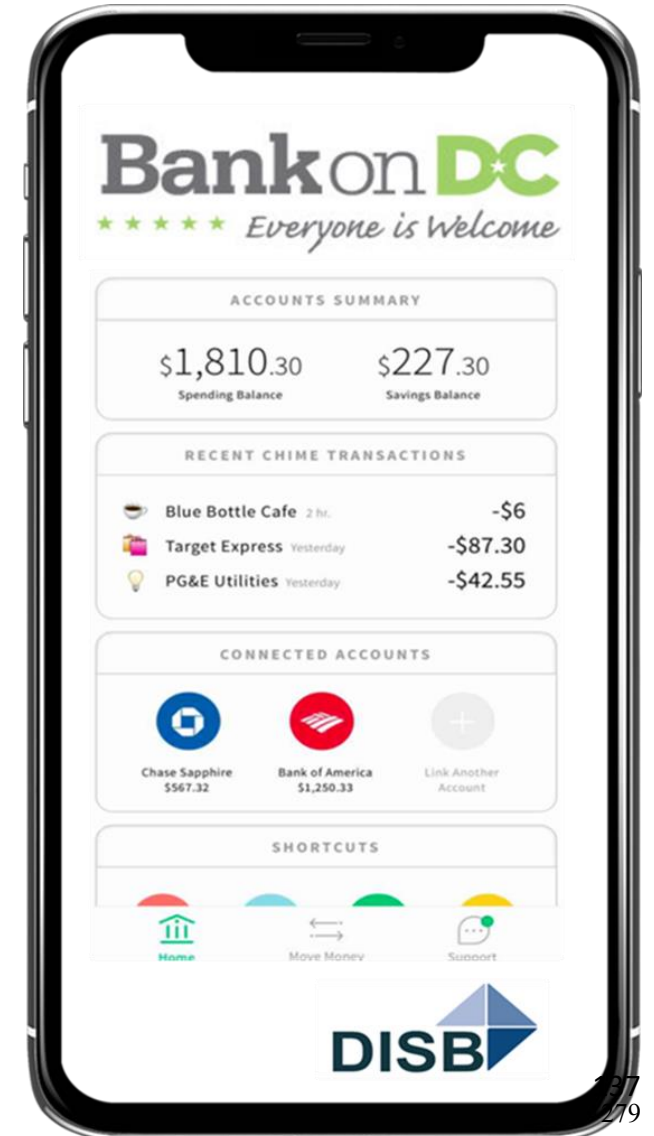 Bank on DC
Everyone is Welcome
ACCOUNTS SUMMARY
$1,810.30 $227.30
Spending Balance Savings Balance
RECENT CHIME TRANSACTIONS
Blue Bottle Cafe 2 hr. -$6
Target Express Yesterday -$87.30
PG&E Utilities Yesterday -$42.55
CONNECTED ACCOUNTS
Chase Sapphire Bank of America Link Another
$567.32 $1,250.33 Account
SHORTCUTS
Home Move Money Support
DISB
279